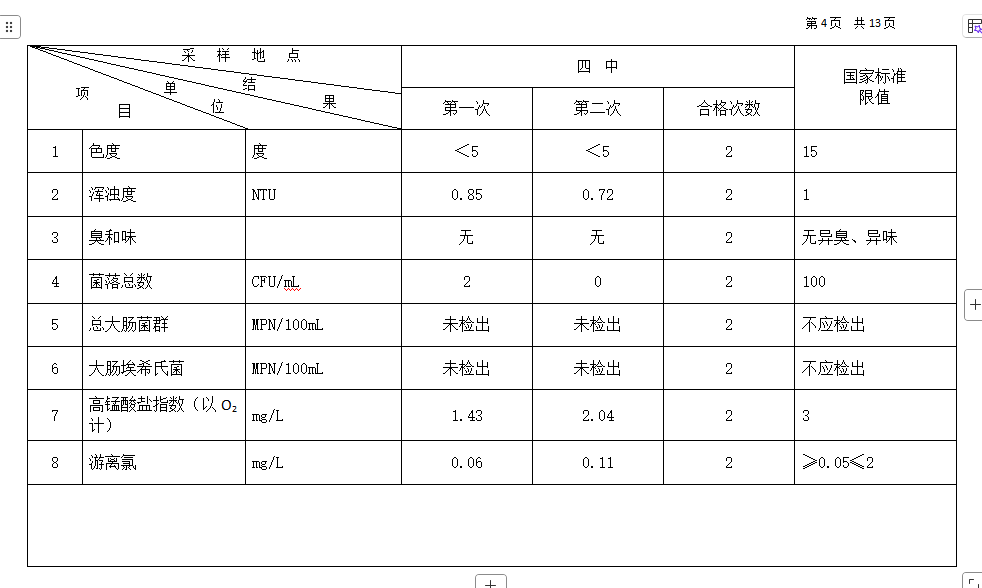 第4页 共13页
采 样 地 点
结 果
单 位
项 目
四 中
国家标准
限值
第一次 第二次 合格次数
1 色度 度 ＜5 ＜5 2 15
2 浑浊度 NTU 0.85 0.72 2 1
3 臭和味 无 无 2 无异臭、异味
4 菌落总数 CFU/mL 2 0 2 100
5 总大肠菌群 MPN/100mL 未检出 未检出 2 不应检出
6 大肠埃希氏菌 MPN/100mL 未检出 未检出 2 不应检出
7 高锰酸盐指数（以 O₂
计） mg/L 1.43 2.04 2 3
8 游离氯 mg/L 0.06 0.11 2 ≥0.05≤2